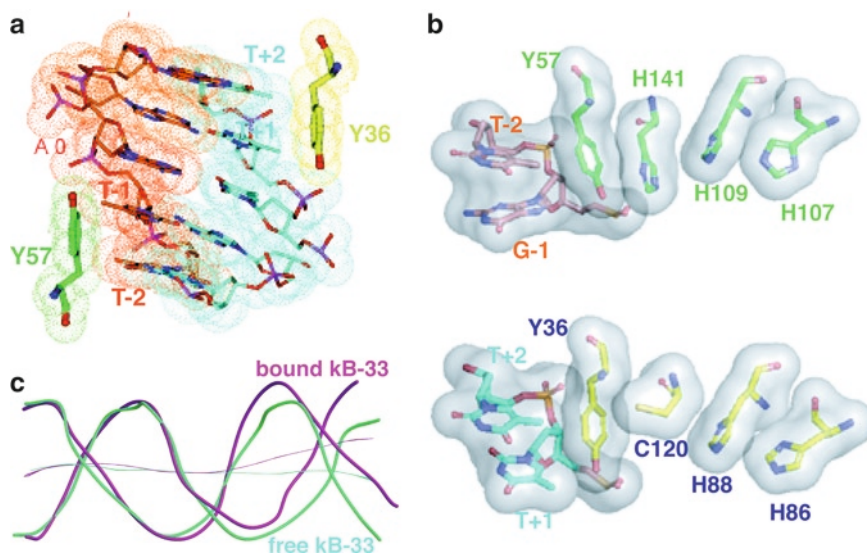 a
T+2
Y36
T+1
A 0
T-1
Y57
T-2
b
Y57
H141
T-2
H109
H107
G-1
Y36
T+2
C120
H88
H86
T+1
c
bound kB-33
free kB-33